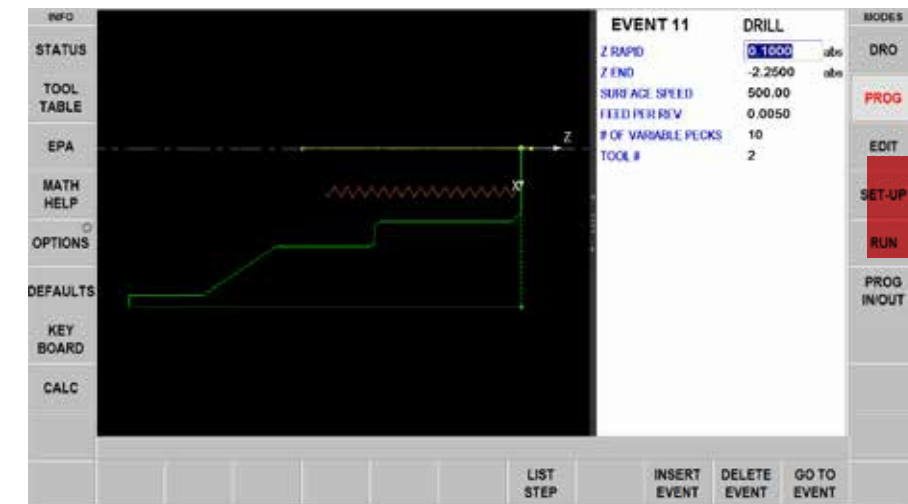 INFO
STATUS
TOOL
TABLE
EPA
MATH
HELP
OPTIONS
DEFAULTS
KEY
BOARD
CALC
Z
X
LIST
STEP
INSERT
EVENT
DELETE
EVENT
GO TO
EVENT
EVENT 11 DRILL
Z RAPID 0.1000 abs
Z END -2.2500 abs
SURFACE SPEED 500.00
FEED PER REV 0.0050
# OF VARIABLE PECKS 10
TOOL # 2
MODES
DRO
PROG
EDIT
SET-UP
RUN
PROG
IN/OUT